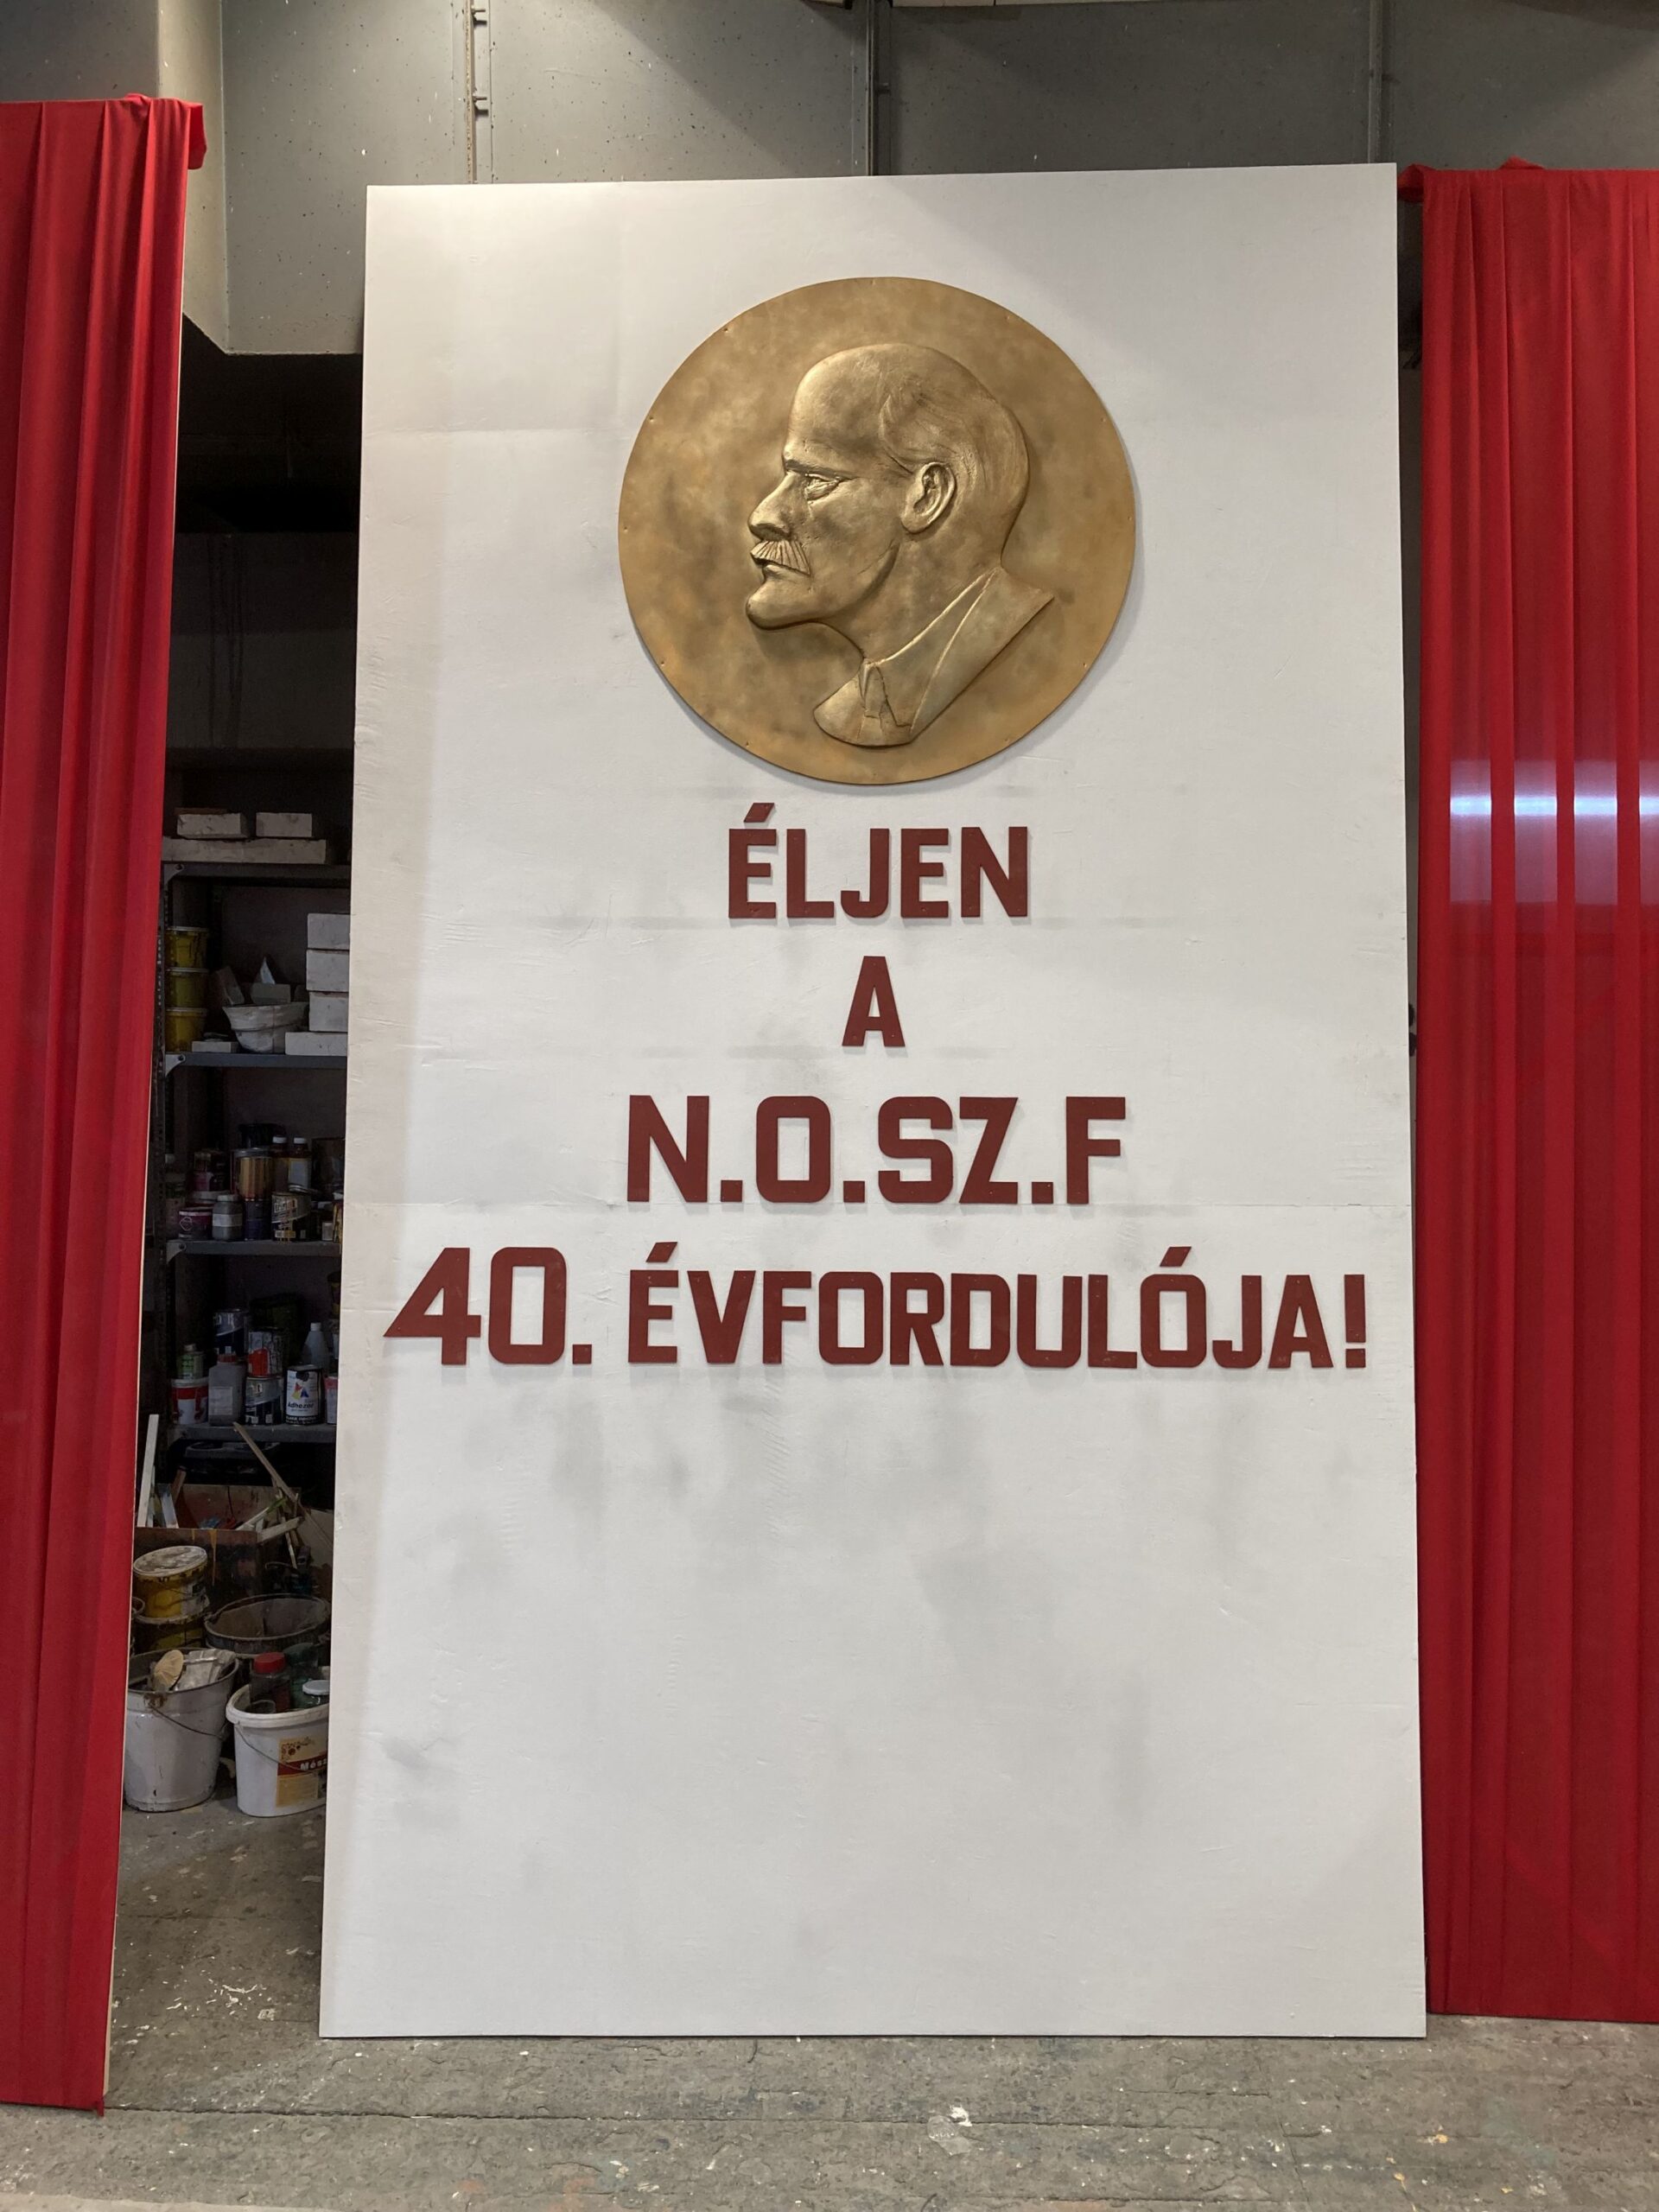 ÉLJEN
A
N.O.SZ.F
40. ÉVFORDULÓJA!